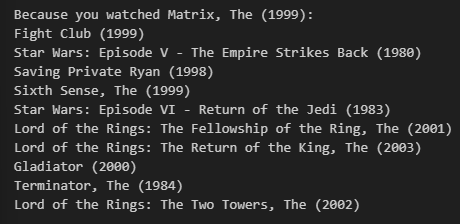 Because you watched Matrix, The (1999):
Fight Club (1999)
Star Wars: Episode V - The Empire Strikes Back (1980)
Saving Private Ryan (1998)
Sixth Sense, The (1999)
Star Wars: Episode VI - Return of the Jedi (1983)
Lord of the Rings: The Fellowship of the Ring, The (2001)
Lord of the Rings: The Return of the King, The (2003)
Gladiator (2000)
Terminator, The (1984)
Lord of the Rings: The Two Towers, The (2002)